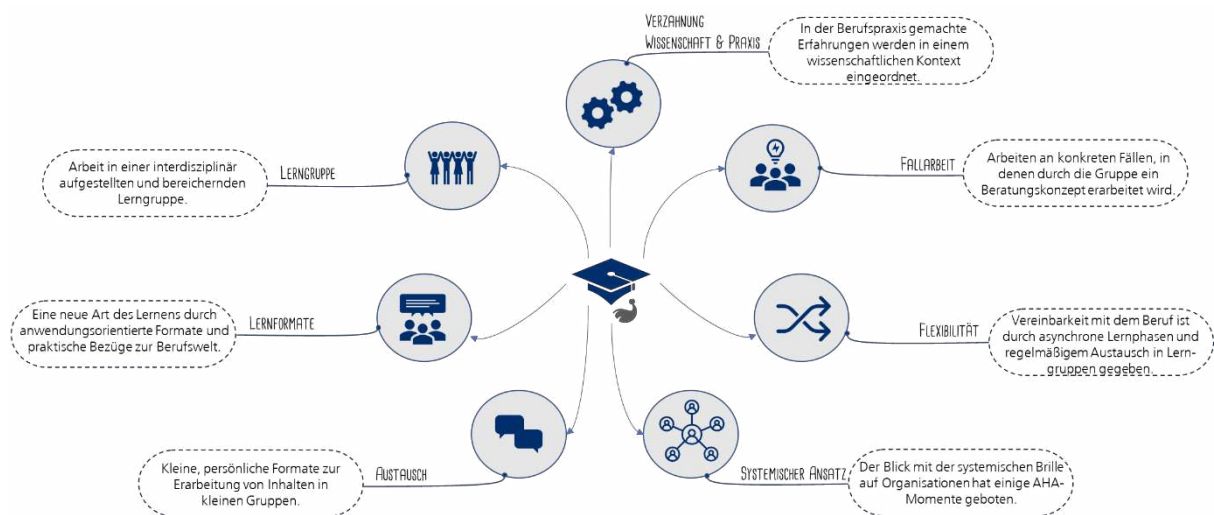 VERZAHNUNG
WISSENSCHAFT & PRAXIS
In der Berufspraxis gemachte
Erfahrungen werden in einem
wissenschaftlichen Kontext
eingeordnet.
FALLARBEIT
Arbeiten an konkreten Fällen, in
denen durch die Gruppe ein
Beratungskonzept erarbeitet wird.
FLEXIBILITÄT
Vereinbarkeit mit dem Beruf ist
durch asynchrone Lernphasen und
regelmäßigem Austausch in Lern-
gruppen gegeben.
SYSTEMISCHER ANSATZ
Der Blick mit der systemischen Brille
auf Organisationen hat einige AHA-
Momente geboten.
AUSTAUSCH
Kleine, persönliche Formate zur
Erarbeitung von Inhalten in
kleinen Gruppen.
LERNFORMATE
Eine neue Art des Lernens durch
anwendungsorientierte Formate und
praktische Bezüge zur Berufswelt.
LERNGRUPPE
Arbeit in einer interdisziplinär
aufgestellten und bereichernden
Lerngruppe.